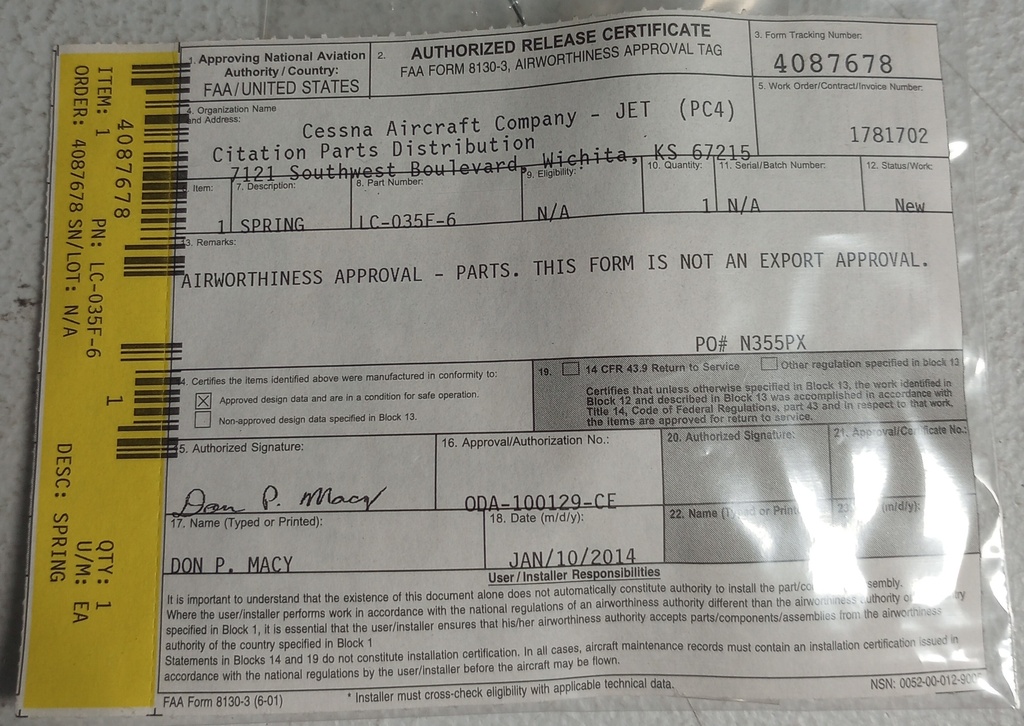 1. Approving National Aviation
Authority / Country:
FAA/UNITED STATES
2.
AUTHORIZED RELEASE CERTIFICATE
FAA FORM 8130-3, AIRWORTHINESS APPROVAL TAG
3. Form Tracking Number:
4087678
4. Organization Name
and Address:
Cessna Aircraft Company - JET (PC4)
Citation Parts Distribution
7121 Southwest Boulevard, Wichita, KS 67215
5. Work Order/Contract/Invoice Number:
1781702
Item:
1
7. Description:
SPRING
8. Part Number:
LC-035F-6
9. Eligibility:
N/A
10. Quantity:
1
11. Serial/Batch Number:
N/A
12. Status/Work:
New
13. Remarks:
AIRWORTHINESS APPROVAL - PARTS. THIS FORM IS NOT AN EXPORT APPROVAL.
PO# N355PX
4. Certifies the items identified above were manufactured in conformity to:
Approved design data and are in a condition for safe operation.
Non-approved design data specified in Block 13.
19. 14 CFR 43.9 Return to Service Other regulation specified in block 13
Certifies that unless otherwise specified in Block 13, the work identified in
Block 12 and described in Block 13 was accomplished in accordance with
Title 14, Code of Federal Regulations, part 43 and in respect to that work,
the items are approved for return to service.
5. Authorized Signature:
Don P. Macy
16. Approval/Authorization No.:
ODA-100129-CE
20. Authorized Signature:
21. Approval/Certificate No.:
17. Name (Typed or Printed):
DON P. MACY
18. Date (m/d/y):
JAN/10/2014
22. Name (Typed or Print
23. (m/d/y):
User/Installer Responsibilities
It is important to understand that the existence of this document alone does not automatically constitute authority to install the part/co sembly.
Where the user/installer performs work in accordance with the national regulations of an airworthiness authority different than the airworthiness authority
specified in Block 1, it is essential that the user/installer ensures that his/her airworthiness authority accepts parts/components/assemblies from the airworthiness
authority of the country specified in Block 1
Statements in Blocks 14 and 19 do not constitute installation certification. In all cases, aircraft maintenance records must contain an installation certification issued in
accordance with the national regulations by the user/installer before the aircraft may be flown.
FAA Form 8130-3 (6-01)
* Installer must cross-check eligibility with applicable technical data.
NSN: 0052-00-012-9005
4087678 1
ITEM: 1 PN: LC-035F-6 QTY: 1
ORDER: 4087678 SN/LOT: N/A U/M: EA
DESC: SPRING